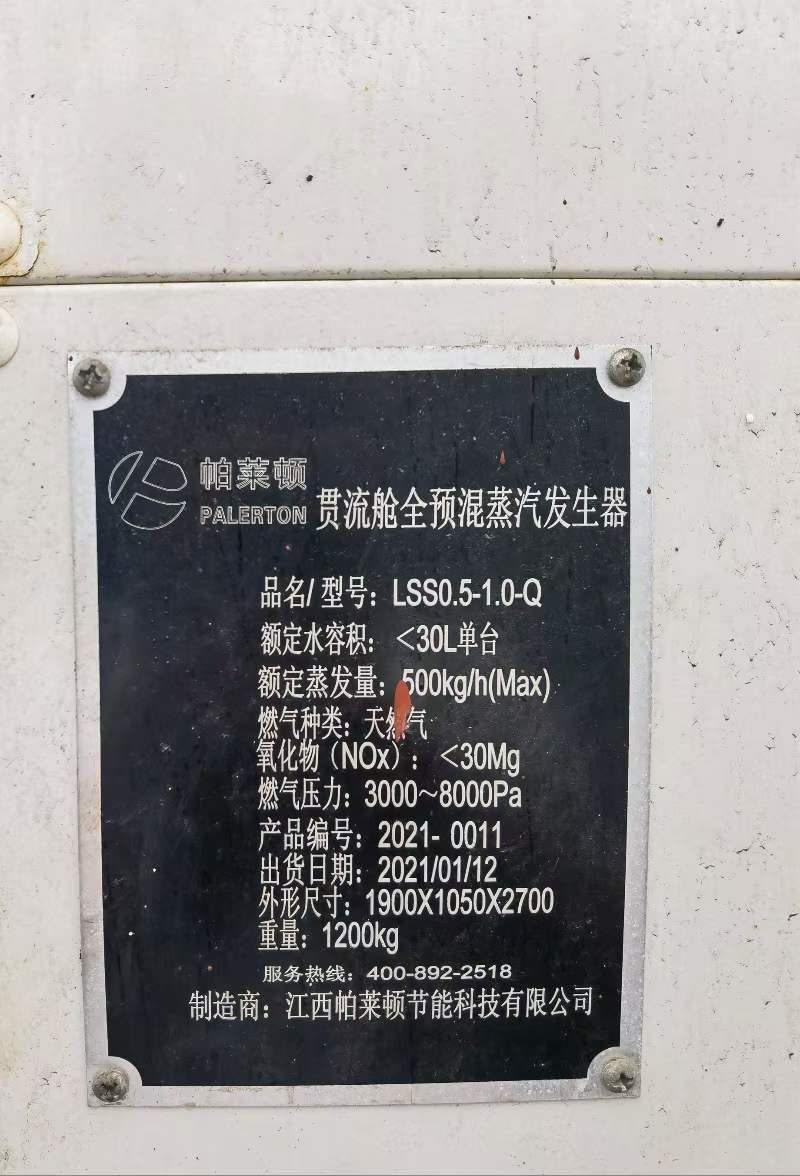 帕莱顿
PALERTON 贯流舱全预混蒸汽发生器
品名/ 型号：LSS0.5-1.0-Q
额定水容积：＜30L单台
额定蒸发量：500kg/h(Max)
燃气种类：天然气
氧化物（NOx）：＜30Mg
燃气压力：3000～8000Pa
产品编号：2021- 0011
出货日期：2021/01/12
外形尺寸：1900X1050X2700
重量：1200kg
服务热线：400-892-2518
制造商：江西帕莱顿节能科技有限公司